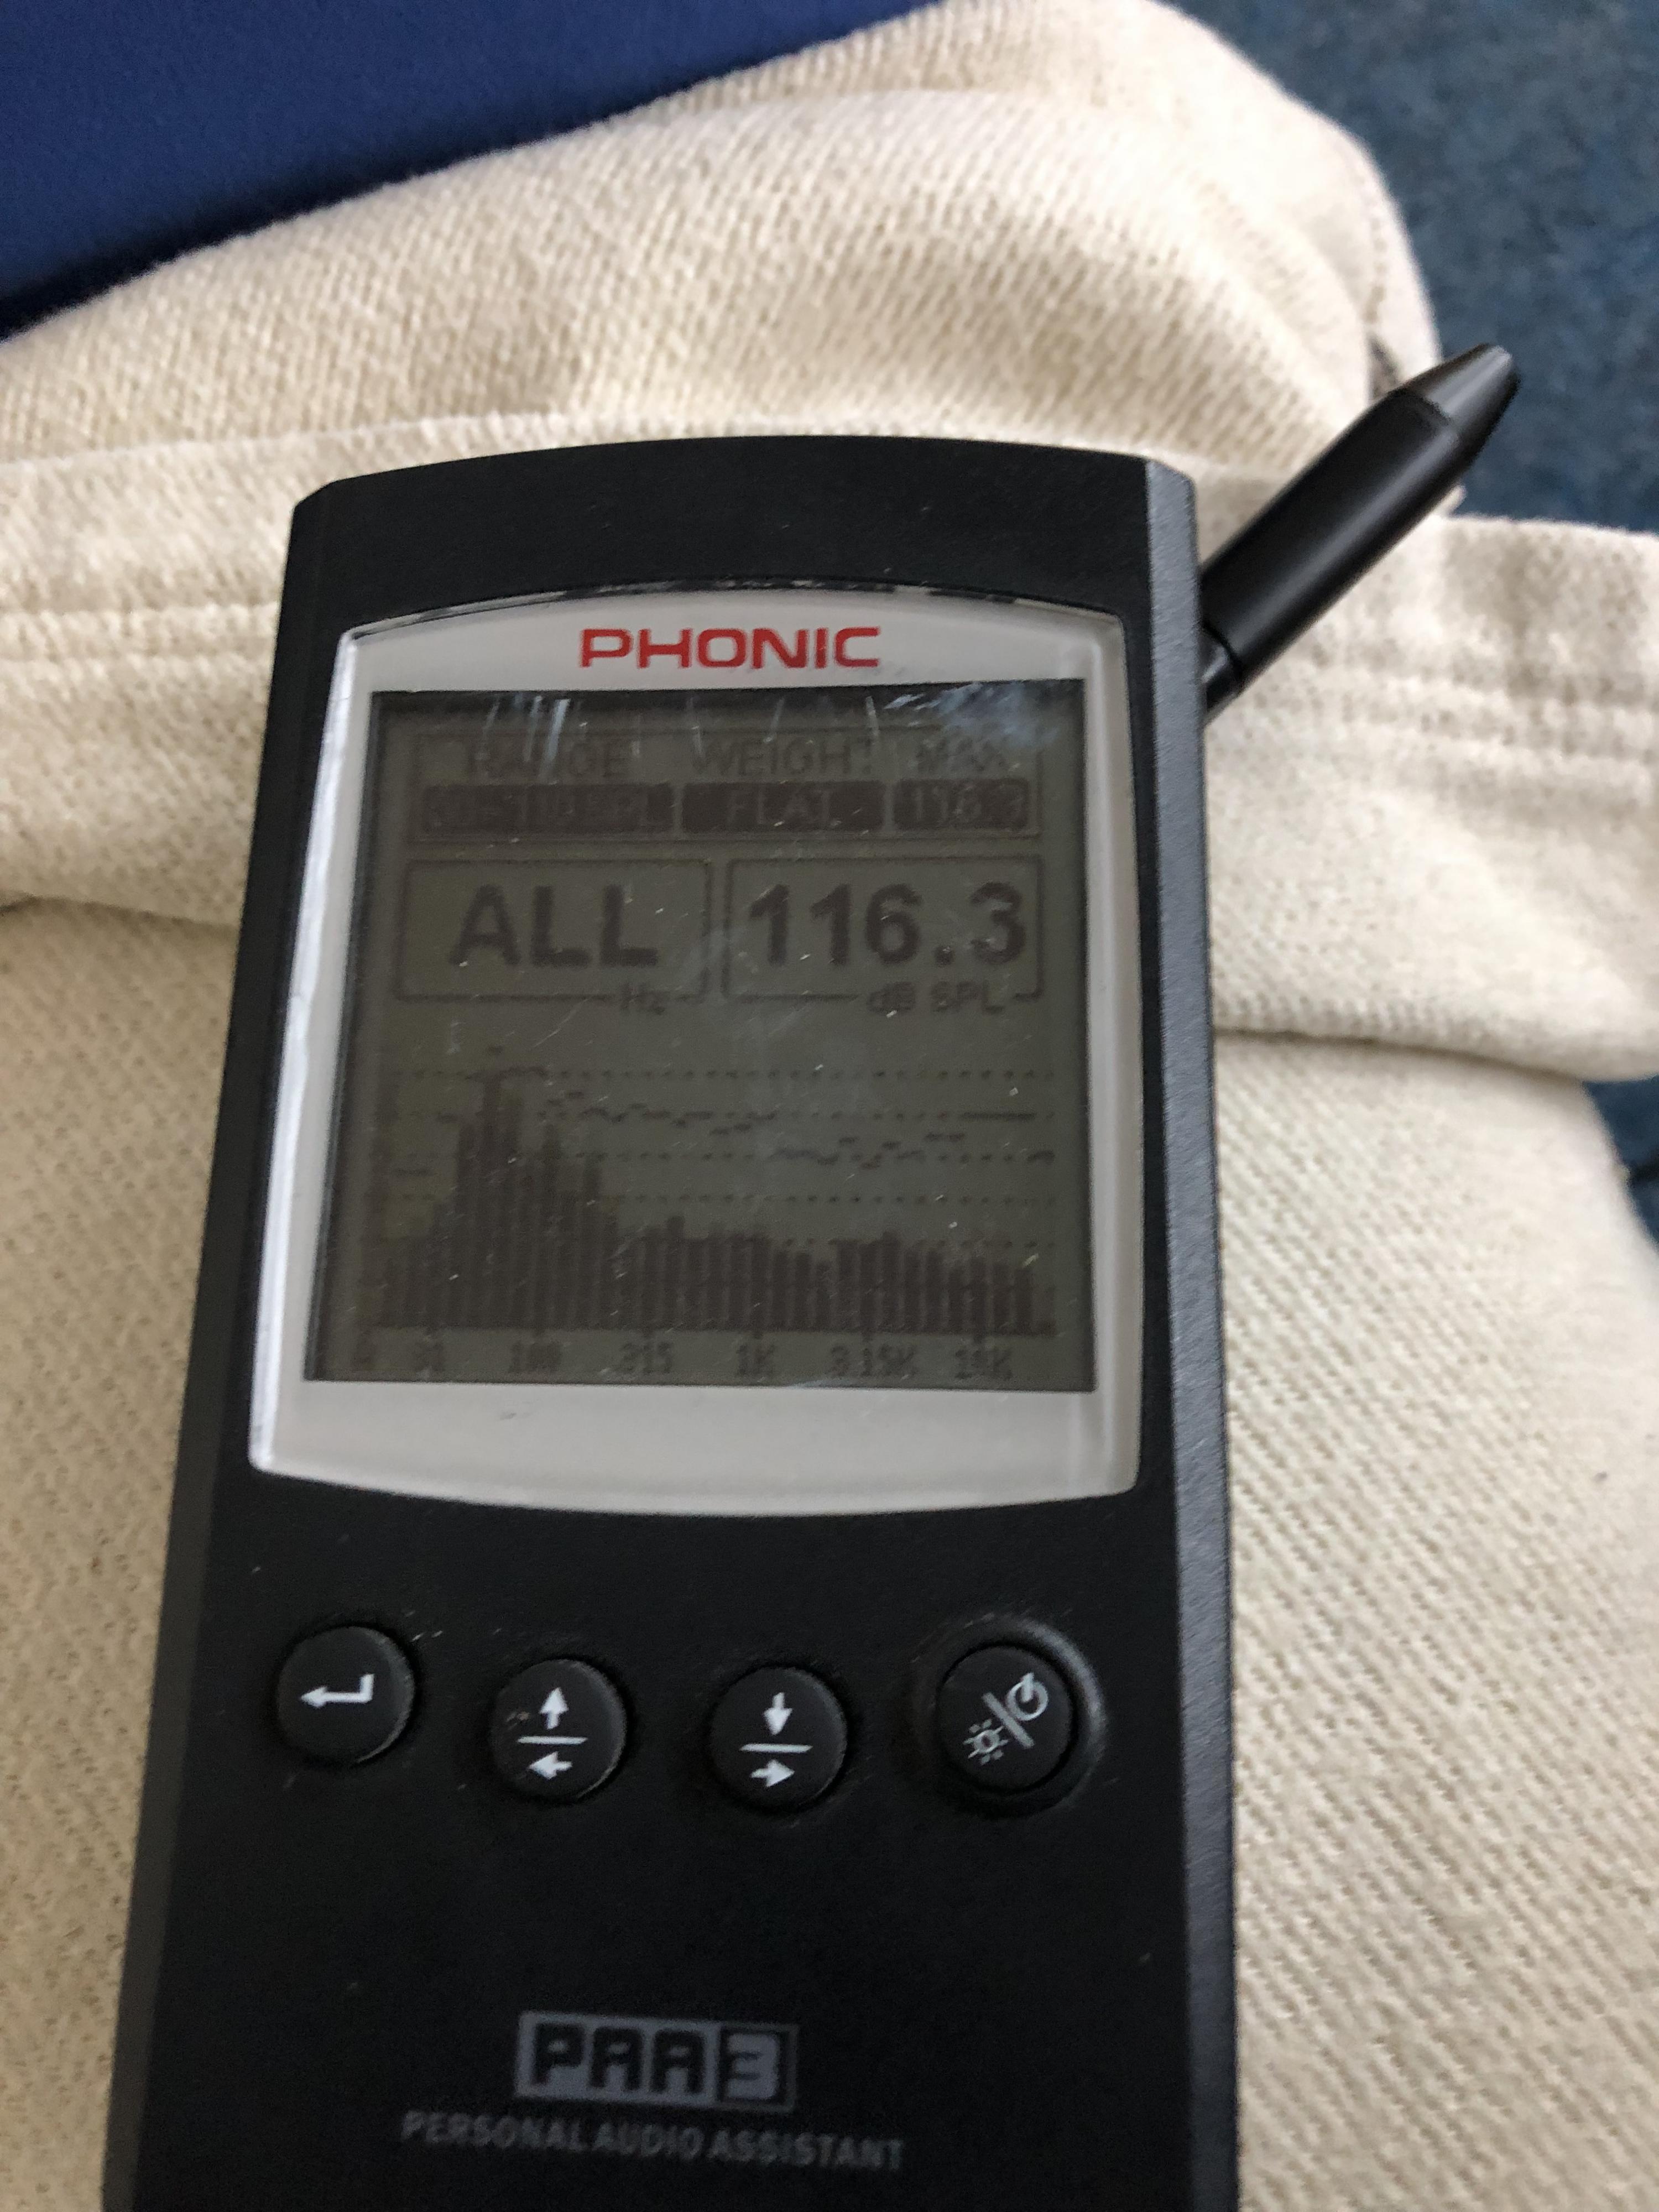 PHONIC
RANGE WEIGHT MAX
FLAT
ALL 116.3
Hz dB SPL
31 100 315 1K 3.15K 10K
PAA3
PERSONAL AUDIO ASSISTANT